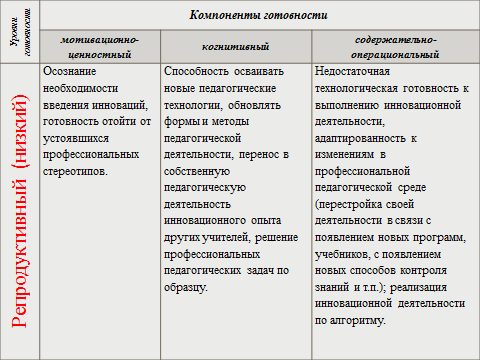 Уровни
готовности
Компоненты готовности
мотивационно-
ценностный
когнитивный
содержательно-
операциональный
Репродуктивный (низкий)
Осознание
необходимости
введения инноваций,
готовность отойти от
устоявшихся
профессиональных
стереотипов.
Способность осваивать
новые педагогические
технологии, обновлять
формы и методы
педагогической
деятельности, перенос в
собственную
педагогическую
деятельность
инновационного опыта
других учителей, решение
профессиональных
педагогических задач по
образцу.
Недостаточная
технологическая готовность к
выполнению инновационной
деятельности,
адаптированность к
изменениям в
профессиональной
педагогической среде
(перестройка своей
деятельности в связи с
появлением новых программ,
учебников, с появлением
новых способов контроля
знаний и т.п.); реализация
инновационной деятельности
по алгоритму.